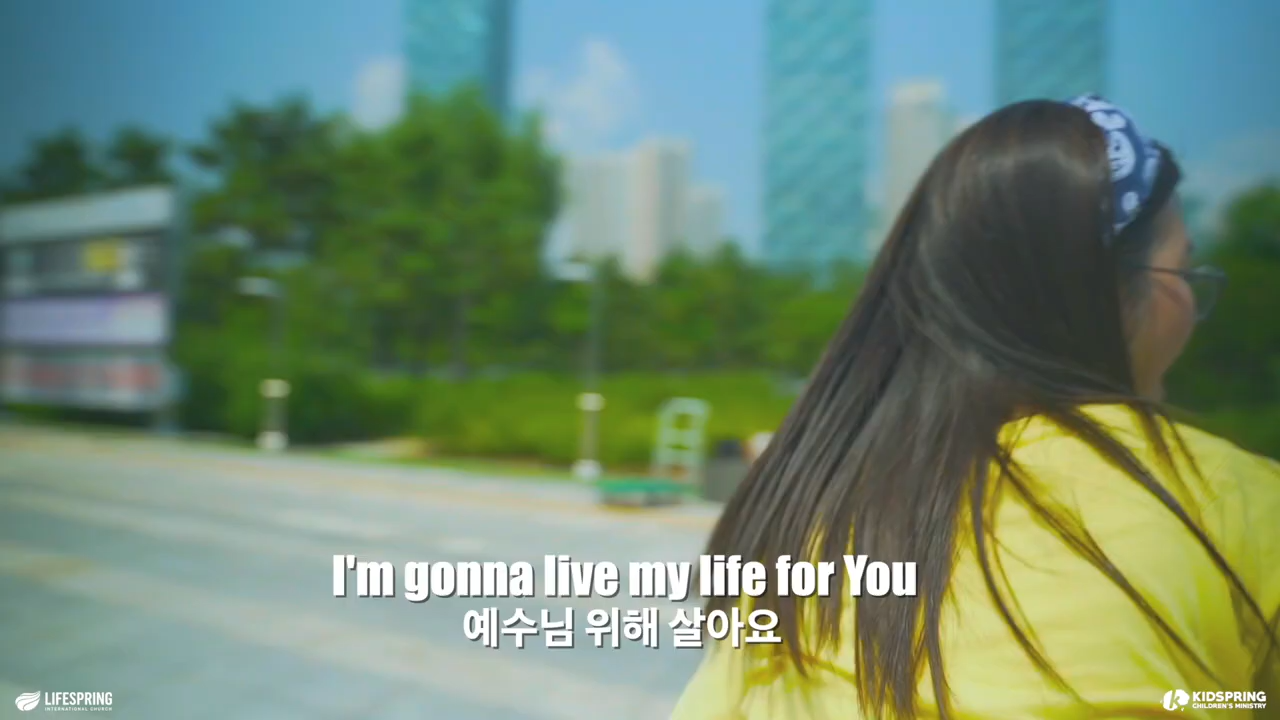 I'm gonna live my life for You
예수님 위해 살아요
LIFESPRING
INTERNATIONAL CHURCH
KIDSPRING
CHILDREN'S MINISTRY